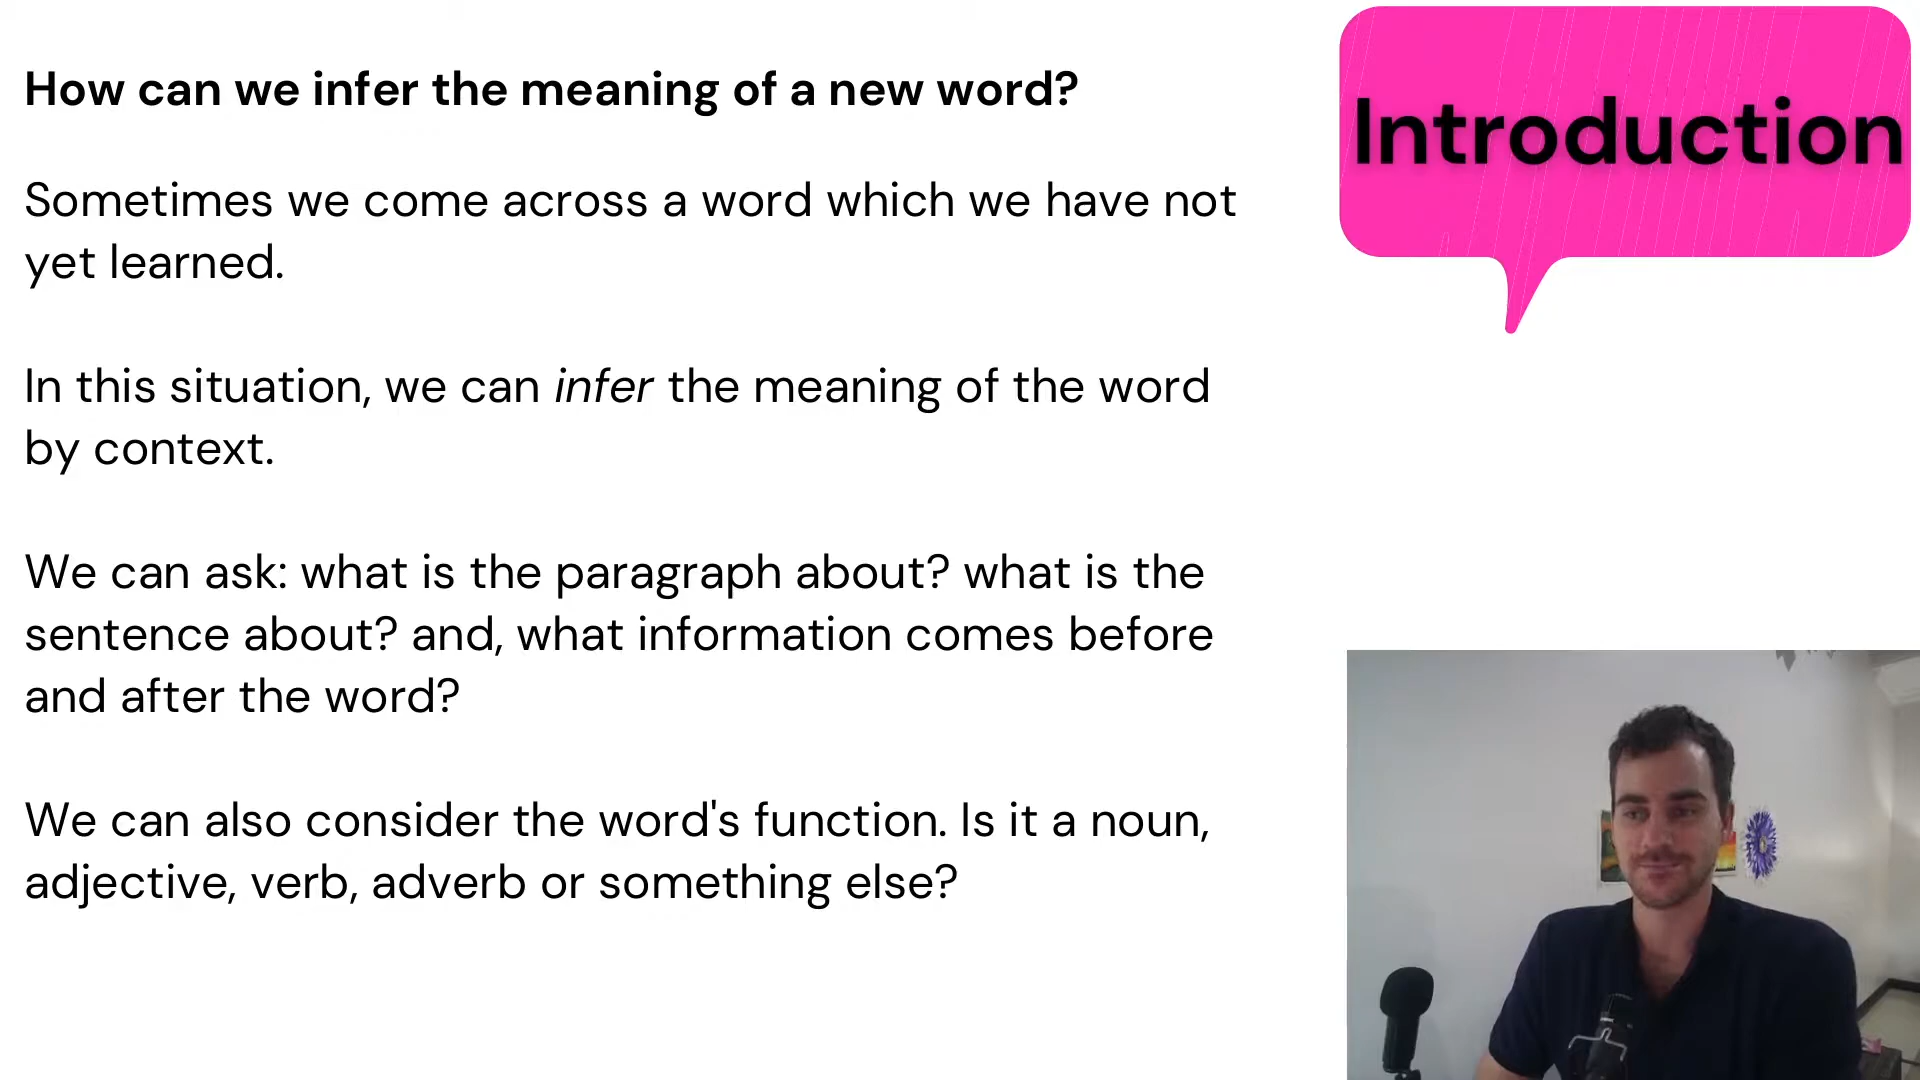 How can we infer the meaning of a new word?
Sometimes we come across a word which we have not
yet learned.
In this situation, we can infer the meaning of the word
by context.
We can ask: what is the paragraph about? what is the
sentence about? and, what information comes before
and after the word?
We can also consider the word's function. Is it a noun,
adjective, verb, adverb or something else?
Introduction